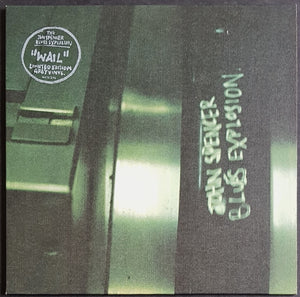 THE
JON SPENCER
BLUES EXPLOSION
"WAIL"
LIMITED EDITION
JOHN SPENCER
BLUES EXPLOSION